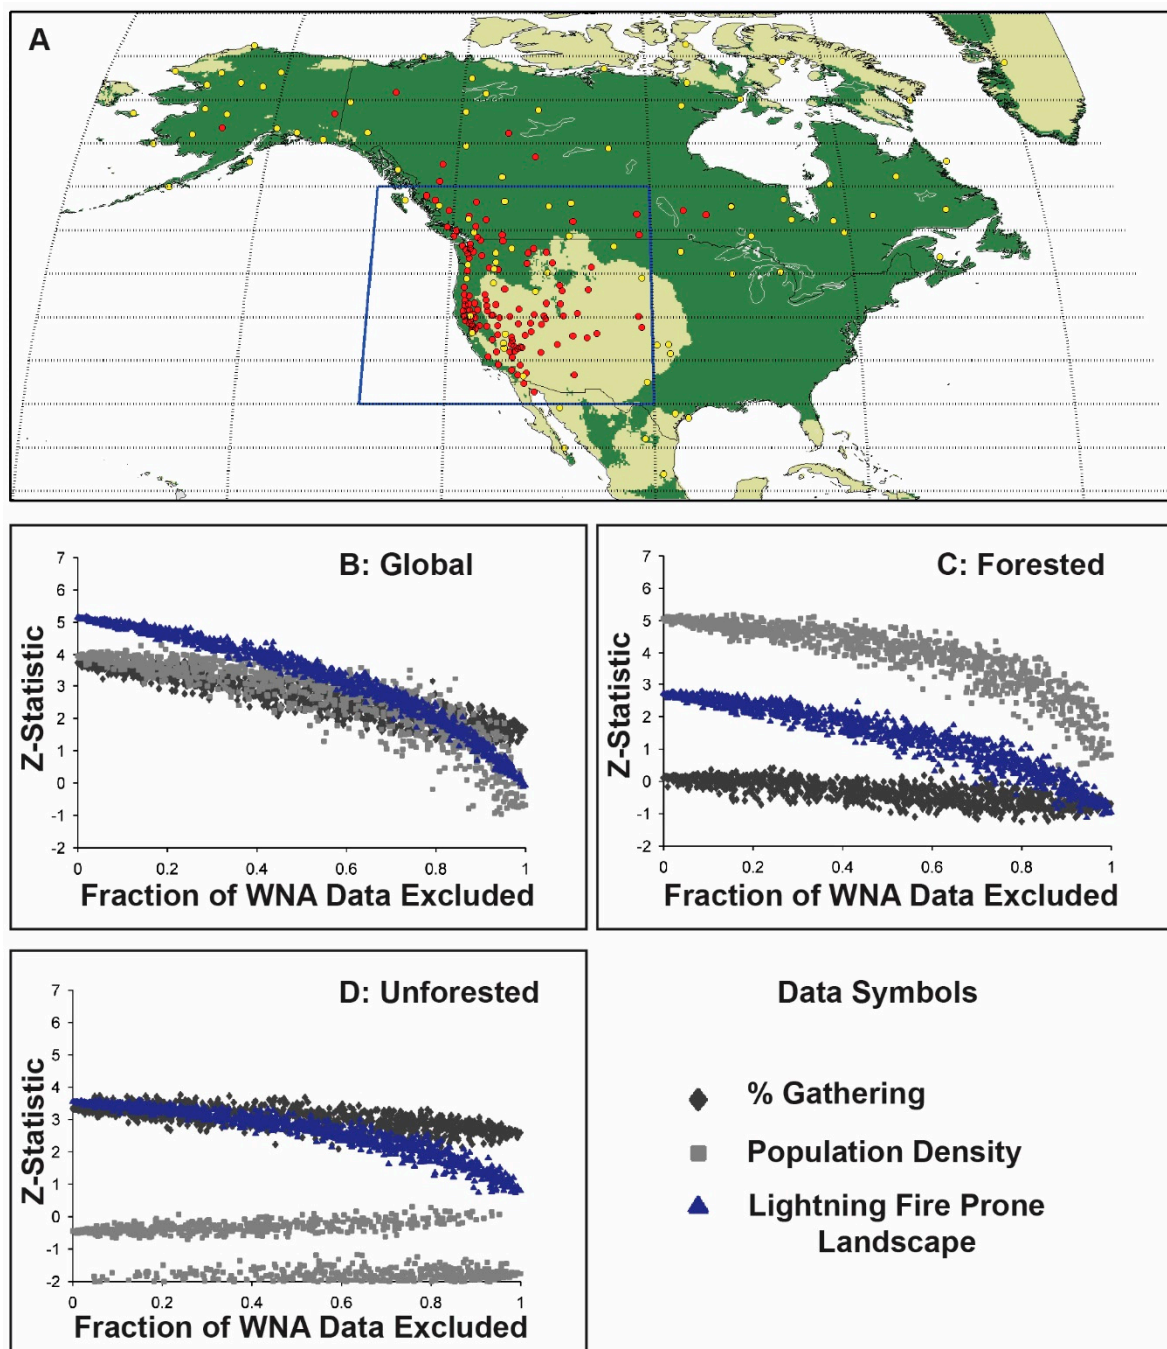 A
B: Global
7
6
5
4
3
2
1
0
-1
-2
Z-Statistic
0 0.2 0.4 0.6 0.8 1
Fraction of WNA Data Excluded
C: Forested
7
6
5
4
3
2
1
0
-1
-2
Z-Statistic
0 0.2 0.4 0.6 0.8 1
Fraction of WNA Data Excluded
D: Unforested
7
6
5
4
3
2
1
0
-1
-2
Z-Statistic
0 0.2 0.4 0.6 0.8 1
Fraction of WNA Data Excluded
Data Symbols
% Gathering
Population Density
Lightning Fire Prone
Landscape